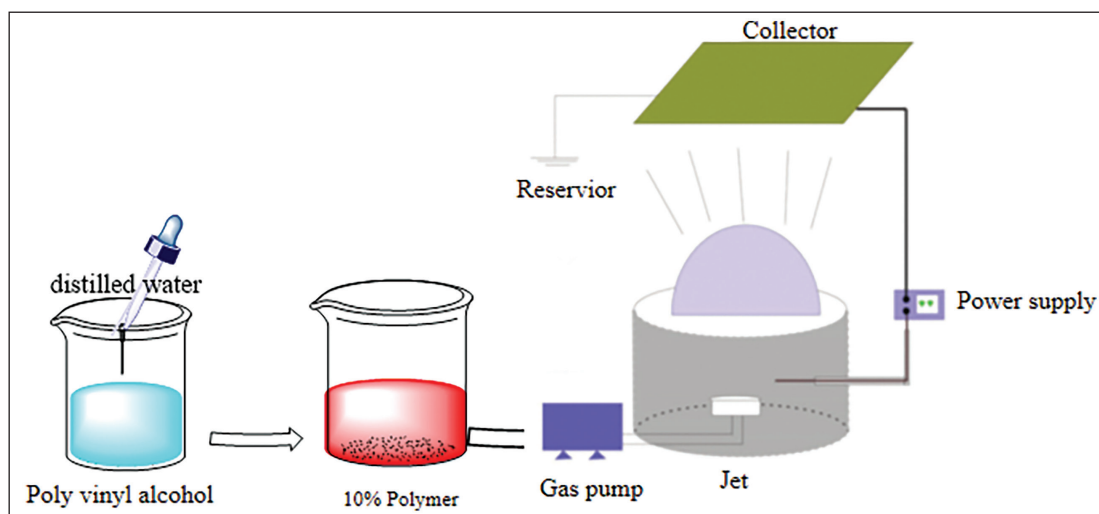 Collector
Reservior
distilled water
Power supply
Poly vinyl alcohol
10% Polymer
Gas pump
Jet